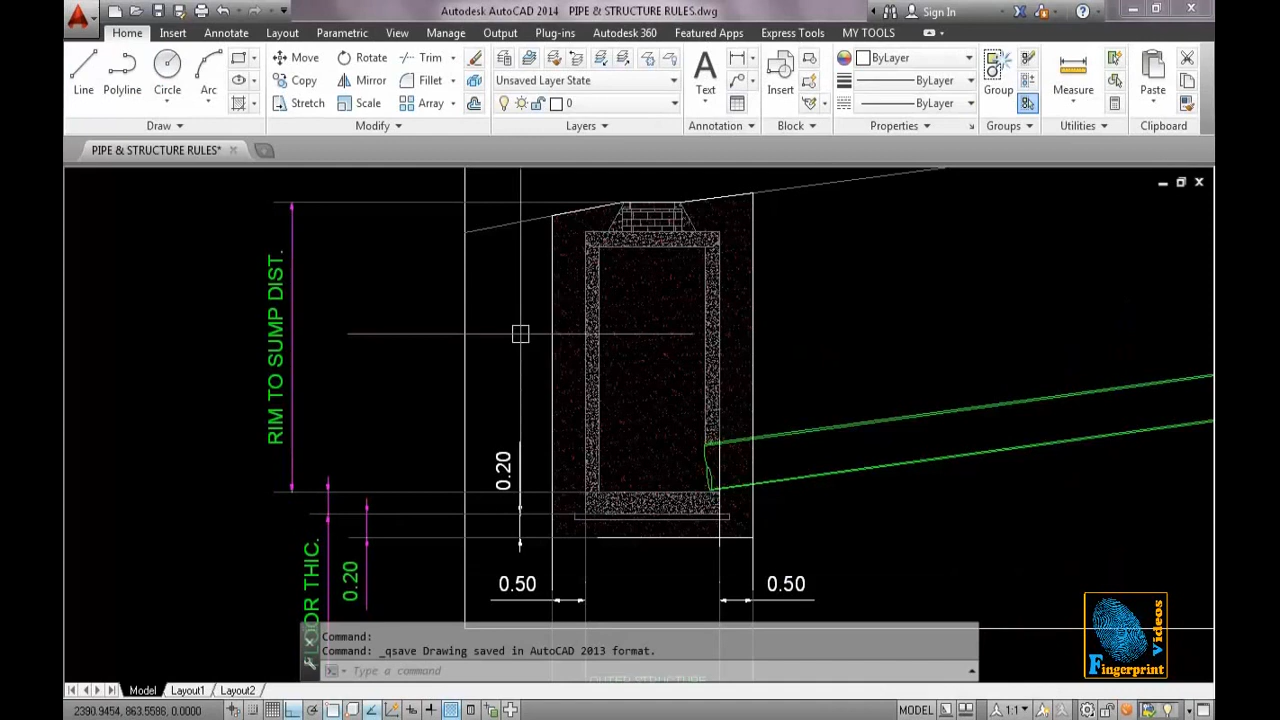 Autodesk AutoCAD 2014 PIPE & STRUCTURE RULES.dwg
Sign In
Home Insert Annotate Layout Parametric View Manage Output Plug-ins Autodesk 360 Featured Apps Express Tools MY TOOLS
Line Polyline Circle Arc
Move Rotate Trim
Copy Mirror Fillet
Stretch Scale Array
Unsaved Layer State
0
Text
Insert
ByLayer
ByLayer
ByLayer
Group
Measure
Paste
Draw Modify Layers Annotation Block Properties Groups Utilities Clipboard
PIPE & STRUCTURE RULES*
RIM TO SUMP DIST.
0.20
0.50
0.50
0.20
OOR THIC.
Command:
Command: _qsave Drawing saved in AutoCAD 2013 format.
Type a command
OUTER STRUCTURE
Fingerprint Videos
Model Layout1 Layout2
2390.9454, 863.5586, 0.0000
MODEL
1:1